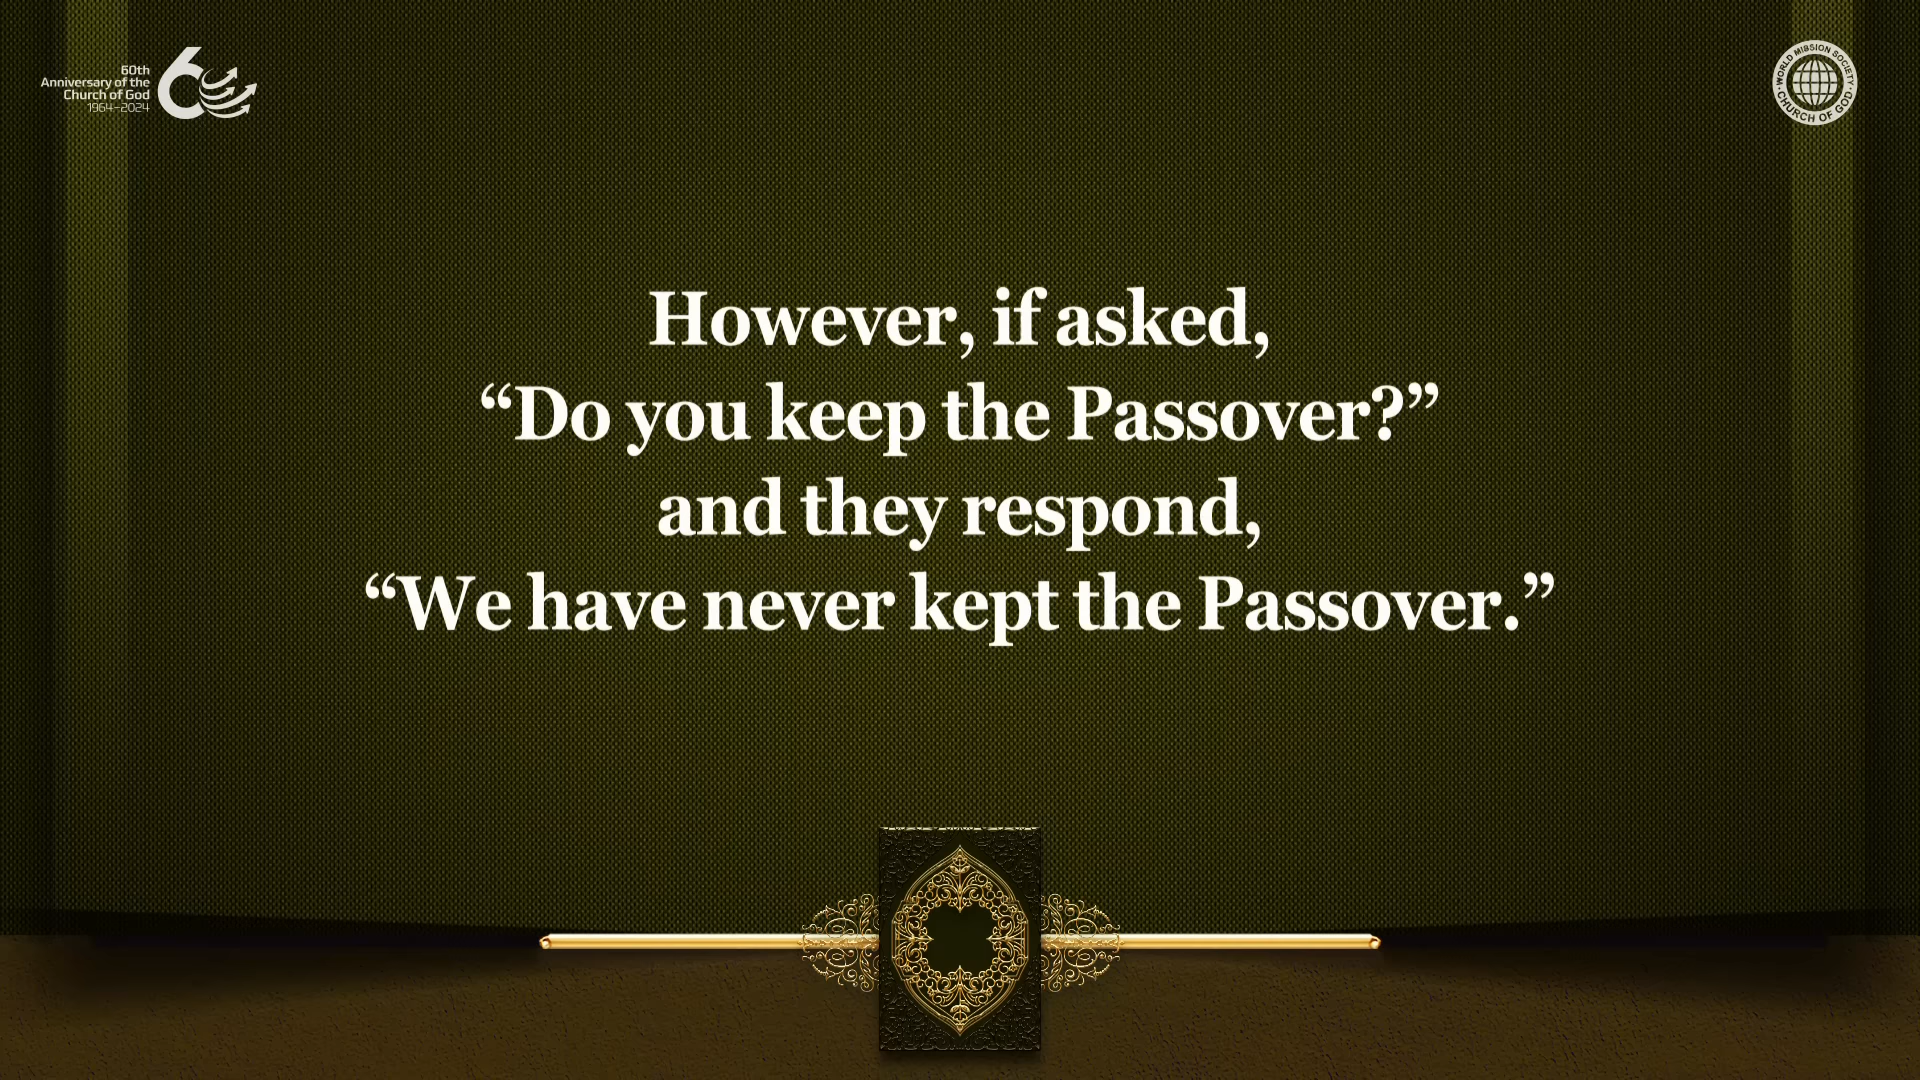 60th
Anniversary of the
Church of God
1964–2024
WORLD MISSION SOCIETY
CHURCH OF GOD
However, if asked,
“Do you keep the Passover?”
and they respond,
“We have never kept the Passover.”